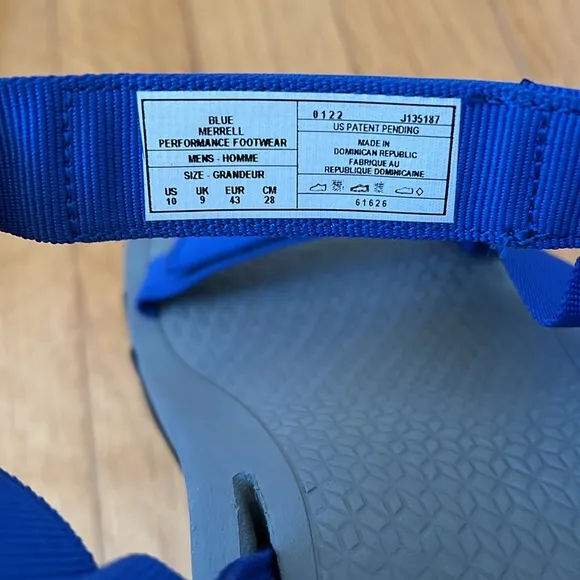 BLUE
MERRELL
PERFORMANCE FOOTWEAR
MENS - HOMME
SIZE - GRANDEUR
US UK EUR CM
10 9 43 28
0122 J135187
US PATENT PENDING
MADE IN
DOMINICAN REPUBLIC
FABRIQUE AU
REPUBLIQUE DOMINICAINE
61626